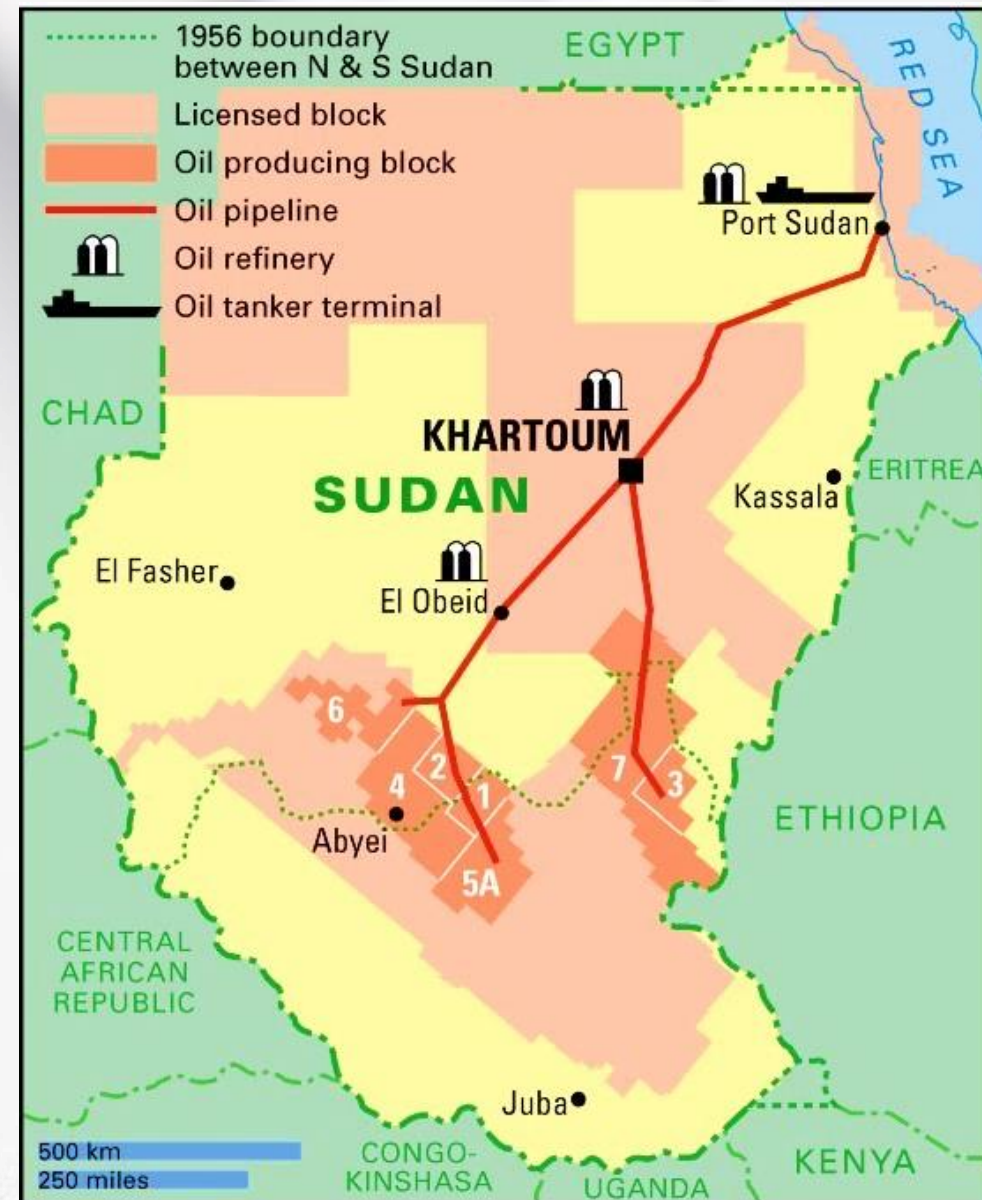 1956 boundary
between N & S Sudan
Licensed block
Oil producing block
Oil pipeline
Oil refinery
Oil tanker terminal
EGYPT
RED SEA
Port Sudan
CHAD
KHARTOUM
SUDAN
Kassala
ERITREA
El Fasher
El Obeid
6
2
4
1
7
3
Abyei
5A
ETHIOPIA
CENTRAL
AFRICAN
REPUBLIC
Juba
500 km
250 miles
CONGO-
KINSHASA
UGANDA
KENYA